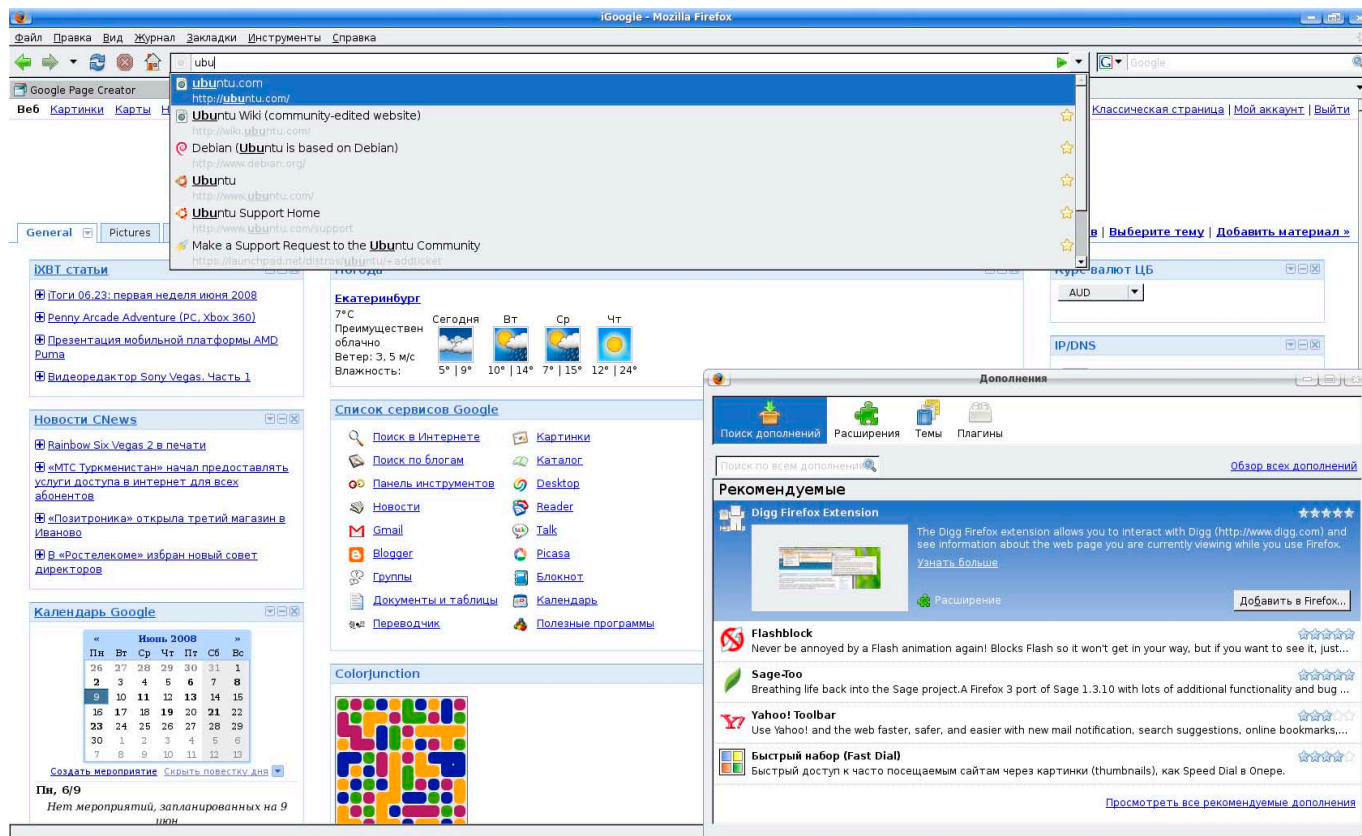 iGoogle - Mozilla Firefox
Файл Правка Вид Журнал Закладки Инструменты Справка
ubu
Google
Google Page Creator
ubuntu.com
http://ubuntu.com/
Ubuntu Wiki (community-edited website)
http://wiki.ubuntu.com/
Debian (Ubuntu is based on Debian)
http://www.debian.org/
Ubuntu
http://www.ubuntu.com/
Ubuntu Support Home
http://www.ubuntu.com/support
Make a Support Request to the Ubuntu Community
https://launchpad.net/distros/ubuntu/+addticket
Веб Картинки Карты Н
Классическая страница | Мой аккаунт | Выйти
General Pictures
в | Выберите тему | Добавить материал »
iXBT статьи
iТоги 06.23: первая неделя июня 2008
Penny Arcade Adventure (PC, Xbox 360)
Презентация мобильной платформы AMD
Puma
Видеоредактор Sony Vegas. Часть 1
Новости CNews
Rainbow Six Vegas 2 в печати
«МТС Туркменистан» начал предоставлять
услуги доступа в интернет для всех
абонентов
«Позитроника» открыла третий магазин в
Иваново
В «Ростелекоме» избран новый совет
директоров
Календарь Google
« Июнь 2008 »
Пн Вт Ср Чт Пт Сб Вс
26 27 28 29 30 31 1
2 3 4 5 6 7 8
9 10 11 12 13 14 15
16 17 18 19 20 21 22
23 24 25 26 27 28 29
30 1 2 3 4 5 6
7 8 9 10 11 12 13
Создать мероприятие Скрыть повестку дня
Пн, 6/9
Нет мероприятий, запланированных на 9
июн
Погода
Екатеринбург
7°C
Преимуществен
облачно
Ветер: З, 5 м/с
Влажность:
Сегодня Вт Ср Чт
5° | 9° 10° | 14° 7° | 15° 12° | 24°
Список сервисов Google
Поиск в Интернете Картинки
Поиск по блогам Каталог
Панель инструментов Desktop
Новости Reader
Gmail Talk
Blogger Picasa
Группы Блокнот
Документы и таблицы Календарь
Переводчик Полезные программы
ColorJunction
Курс валют ЦБ
AUD
IP/DNS
Дополнения
Поиск дополнений Расширения Темы Плагины
Поиск по всем дополнени
Обзор всех дополнений
Рекомендуемые
Digg Firefox Extension
The Digg Firefox extension allows you to interact with Digg (http://www.digg.com) and
see information about the web page you are currently viewing while you use Firefox.
Узнать больше
Расширение
Добавить в Firefox...
Flashblock
Never be annoyed by a Flash animation again! Blocks Flash so it won't get in your way, but if you want to see it, just...
Sage-Too
Breathing life back into the Sage project.A Firefox 3 port of Sage 1.3.10 with lots of additional functionality and bug ...
Yahoo! Toolbar
Use Yahoo! and the web faster, safer, and easier with new mail notification, search suggestions, online bookmarks,...
Быстрый набор (Fast Dial)
Быстрый доступ к часто посещаемым сайтам через картинки (thumbnails), как Speed Dial в Опере.
Просмотреть все рекомендуемые дополнения